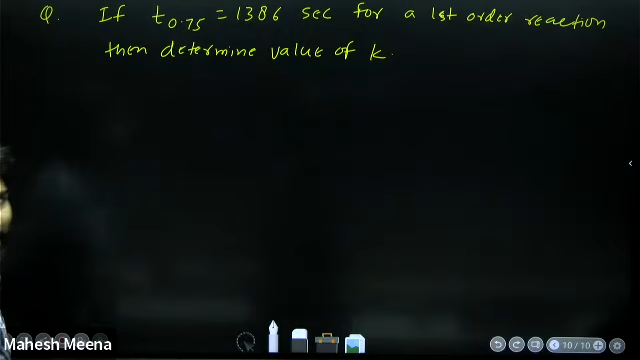 Q. If t0.75 = 1386 sec for a 1st order reaction
then determine value of k.
Mahesh Meena
10 / 10